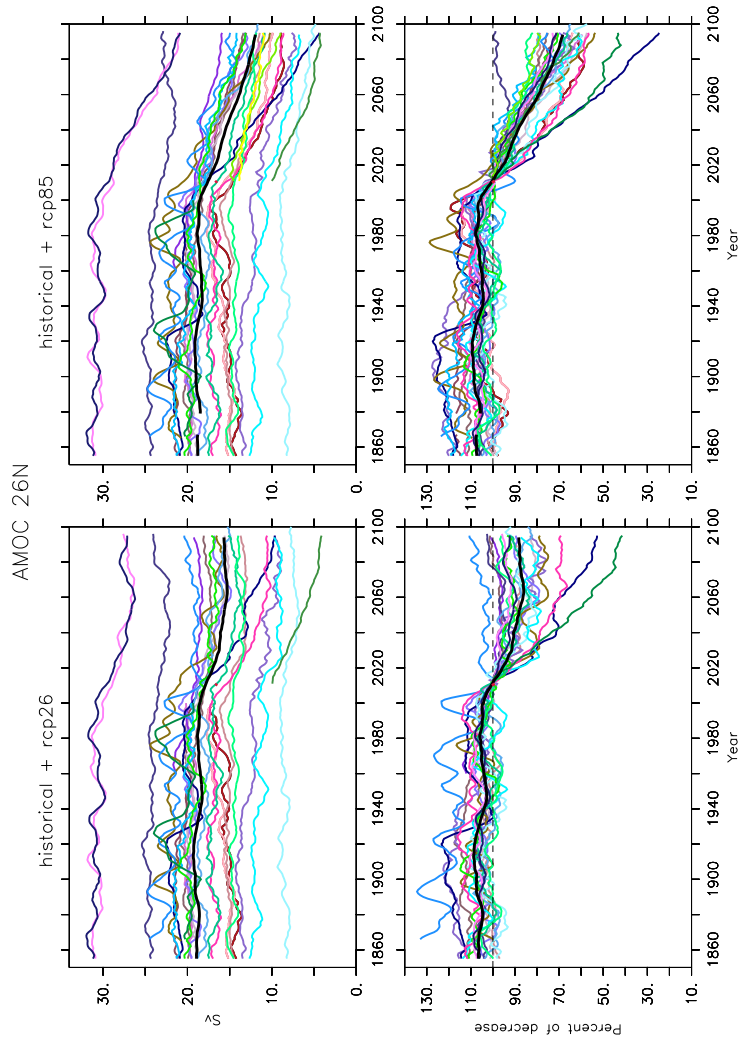 AMOC 26N
historical + rcp26
historical + rcp85
Sv
30.
20.
10.
0.
1860 1900 1940 1980 2020 2060 2100
30.
20.
10.
0.
1860 1900 1940 1980 2020 2060 2100
Percent of decrease
130.
110.
90.
70.
50.
30.
10.
1860 1900 1940 1980 2020 2060 2100
Year
130.
110.
90.
70.
50.
30.
10.
1860 1900 1940 1980 2020 2060 2100
Year